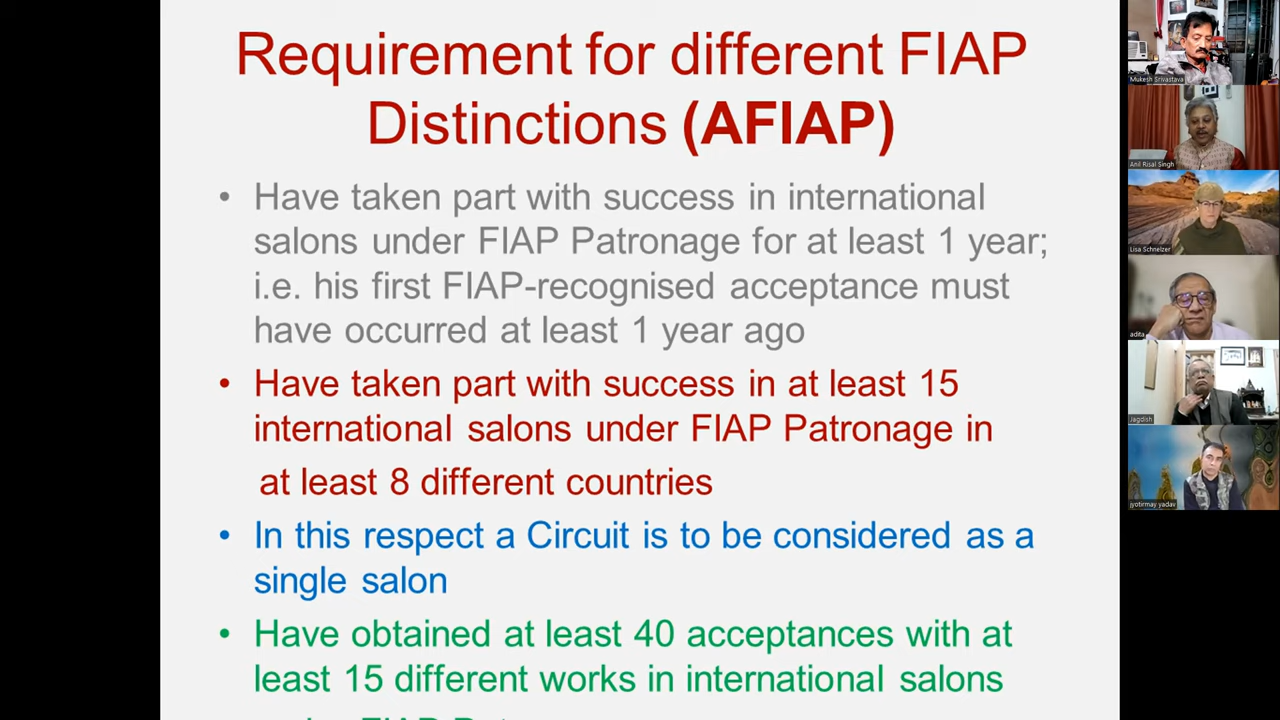 Requirement for different FIAP
Distinctions (AFIAP)
• Have taken part with success in international
salons under FIAP Patronage for at least 1 year;
i.e. his first FIAP-recognised acceptance must
have occurred at least 1 year ago
• Have taken part with success in at least 15
international salons under FIAP Patronage in
at least 8 different countries
• In this respect a Circuit is to be considered as a
single salon
• Have obtained at least 40 acceptances with at
least 15 different works in international salons
Mukesh Srivastava
Anil Risal Singh
Lisa Schnelzer
adita
Jagdish
jyotirmay yadav